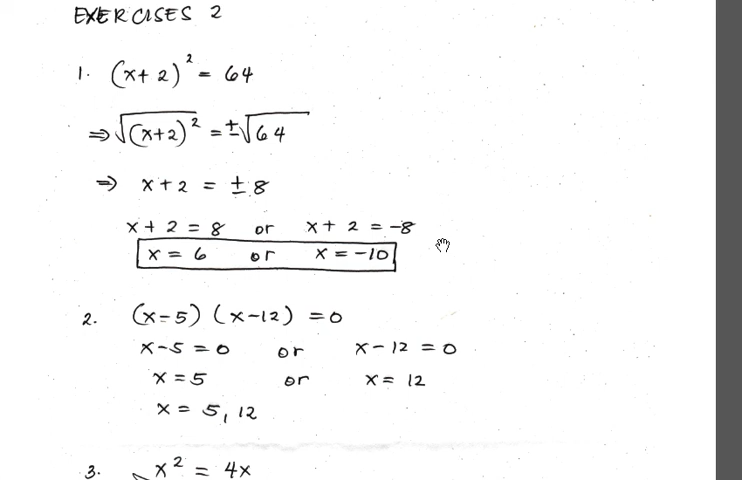 EXERCISES 2
1. (x+2)² = 64
⇒ √(x+2)² = ±√64
⇒ x+2 = ±8
x+2 = 8 or x+2 = -8
x = 6 or x = -10
2. (x-5)(x-12) = 0
x-5 = 0 or x-12 = 0
x = 5 or x = 12
x = 5, 12
3. x² = 4x